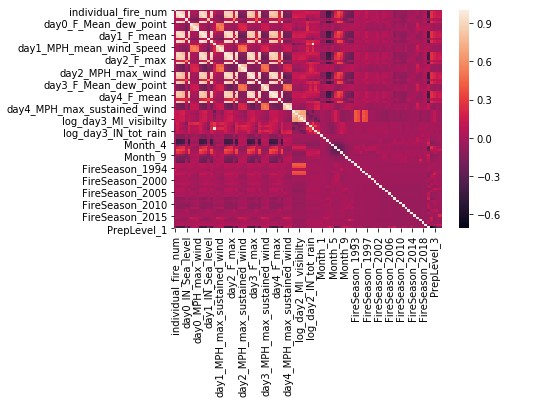 individual_fire_num
day0_F_Mean_dew_point
day1_F_mean
day1_MPH_mean_wind_speed
day2_F_max
day2_MPH_max_wind
day3_F_Mean_dew_point
day4_F_mean
day4_MPH_max_sustained_wind
log_day3_MI_visibilty
log_day3_IN_tot_rain
Month_4
Month_9
FireSeason_1994
FireSeason_2000
FireSeason_2005
FireSeason_2010
FireSeason_2015
PrepLevel_1
individual_fire_num
day0_IN_Sea_level
day0_MPH_max_wind
day1_IN_Sea_level
day1_MPH_max_sustained_wind
day2_F_max
day2_MPH_max_sustained_wind
day3_F_max
day3_MPH_max_sustained_wind
day4_F_max
day4_MPH_max_sustained_wind
log_day2_MI_visibilty
log_day2_IN_tot_rain
Month_1
Month_5
Month_9
FireSeason_1993
FireSeason_1997
FireSeason_2002
FireSeason_2006
FireSeason_2010
FireSeason_2014
FireSeason_2018
PrepLevel_3
0.9
0.6
0.3
0.0
−0.3
−0.6